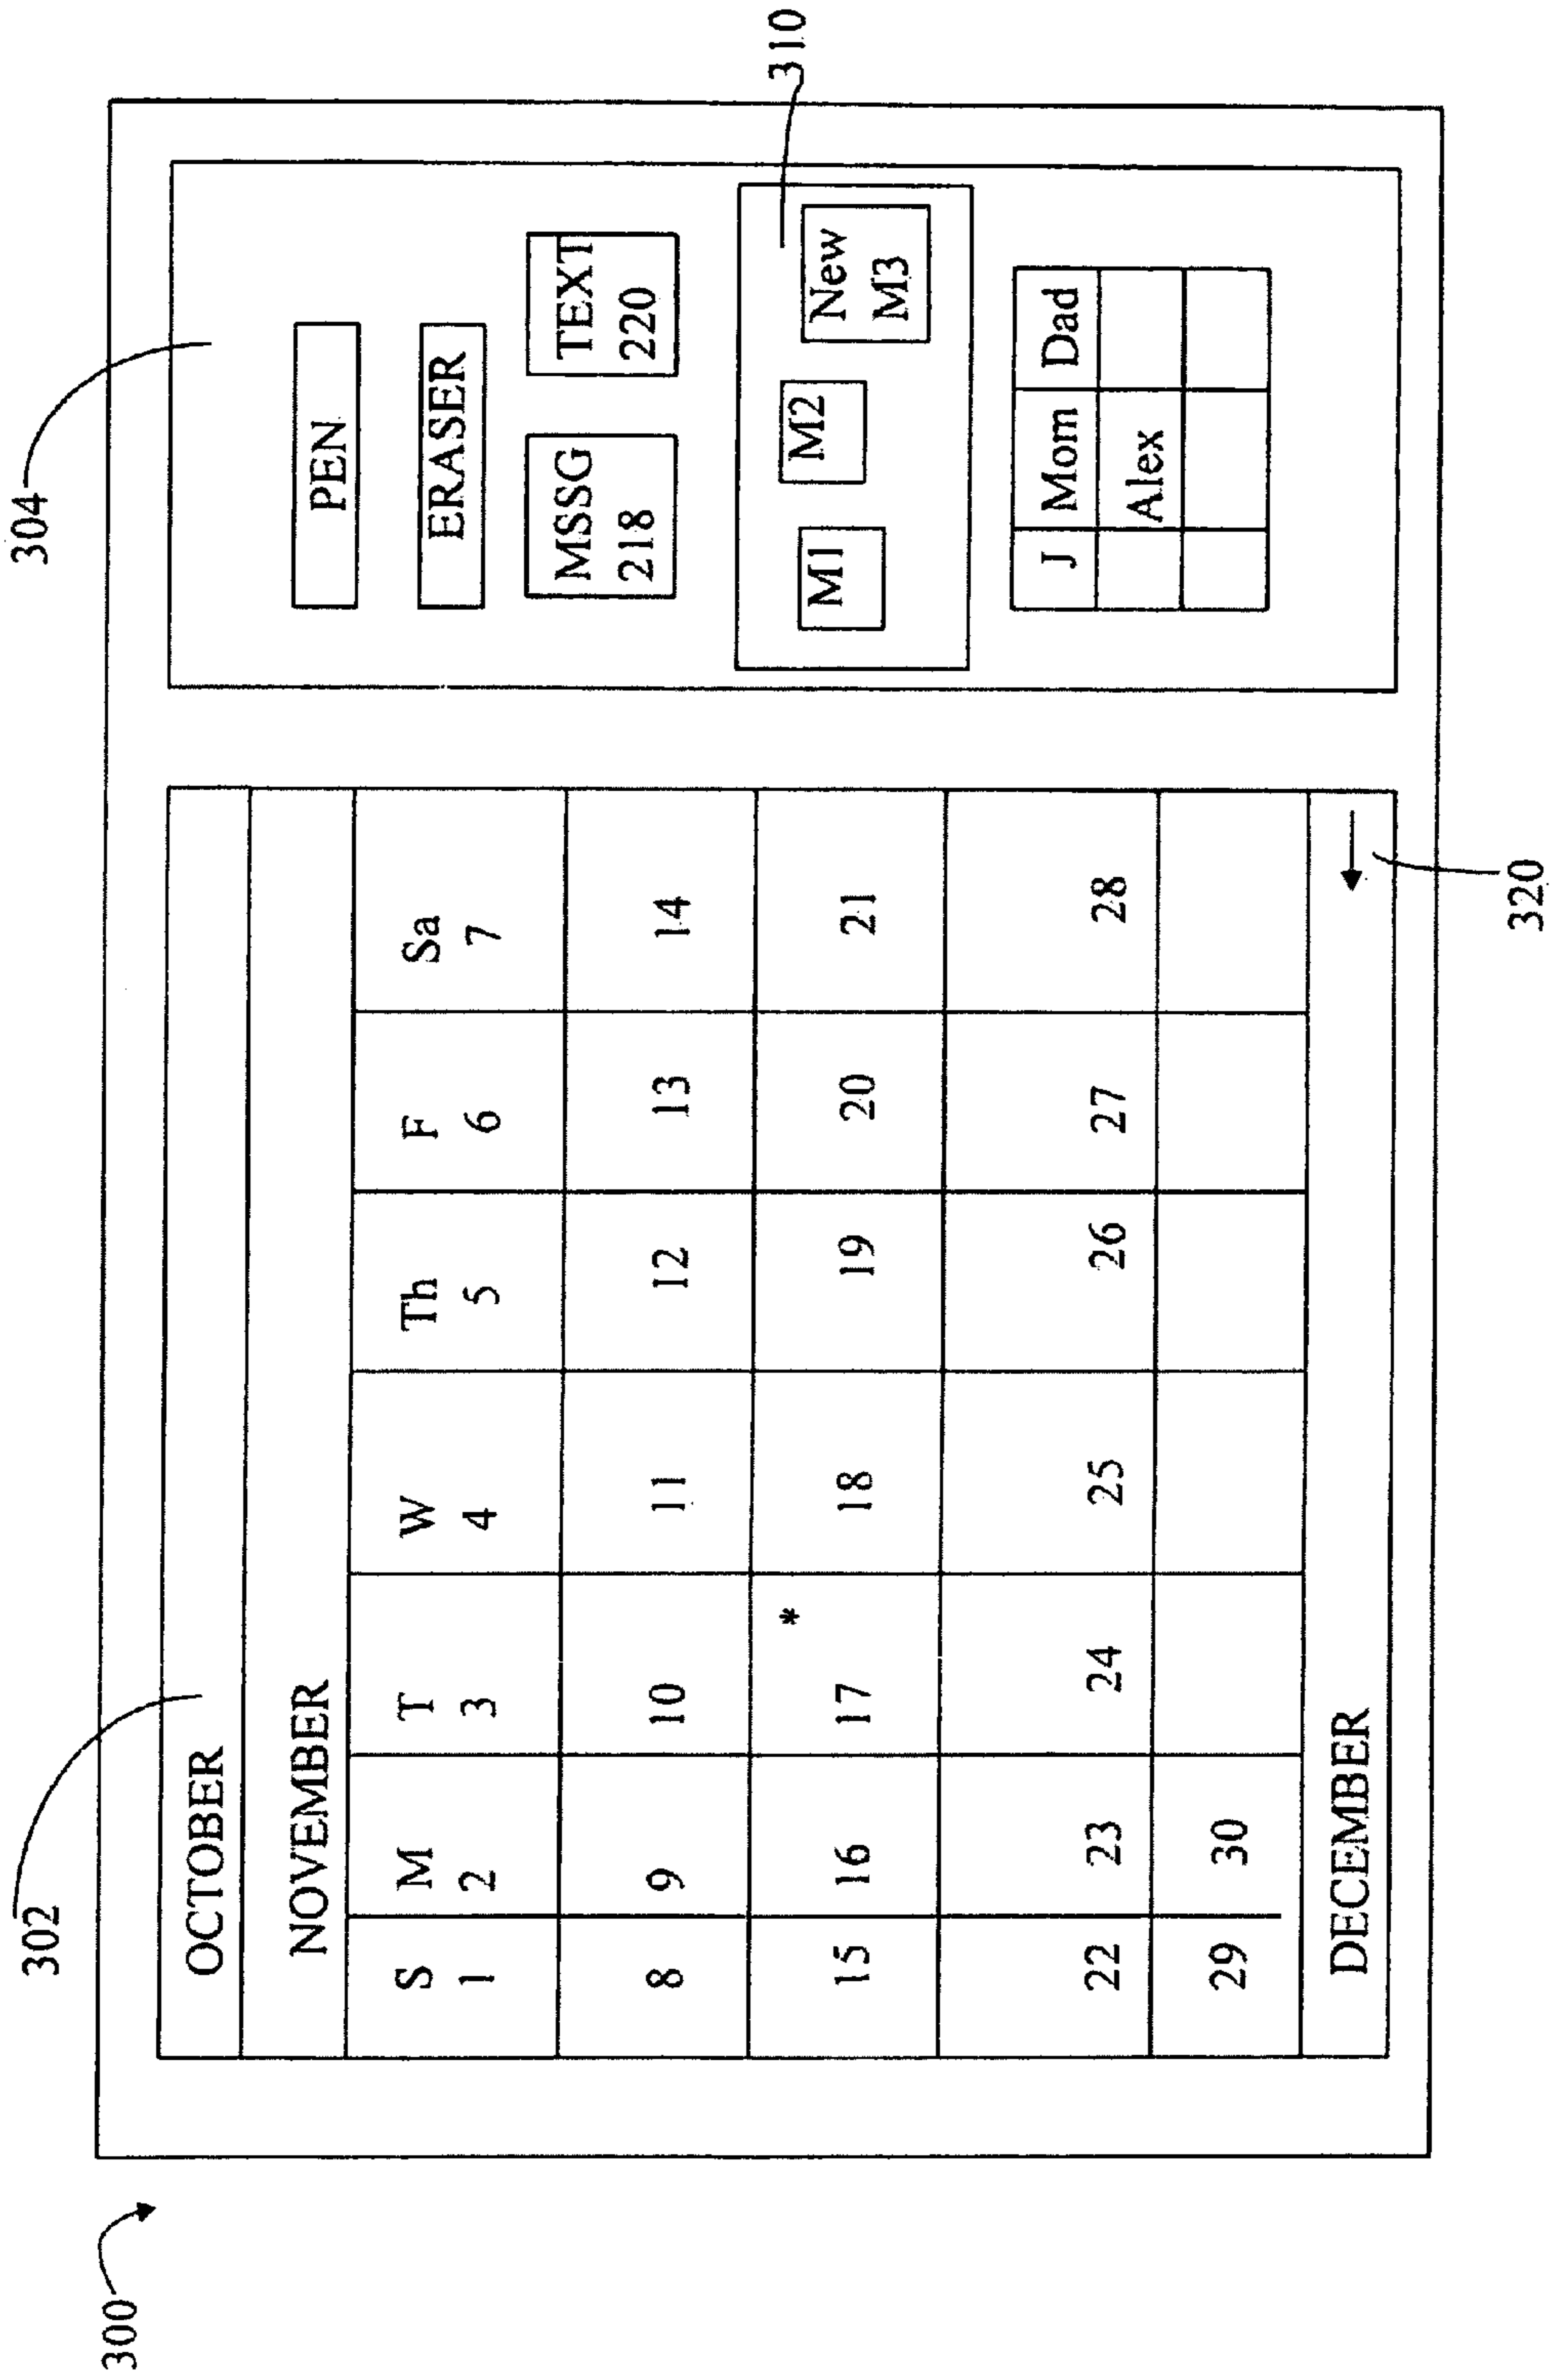 300
302
304
OCTOBER
NOVEMBER
S M T W Th F Sa
1 2 3 4 5 6 7
8 9 10 11 12 13 14
*
15 16 17 18 19 20 21
22 23 24 25 26 27 28
29 30
DECEMBER
320
PEN
ERASER
MSSG TEXT
218 220
310
M1 M2 New
M3
J Mom Dad
Alex